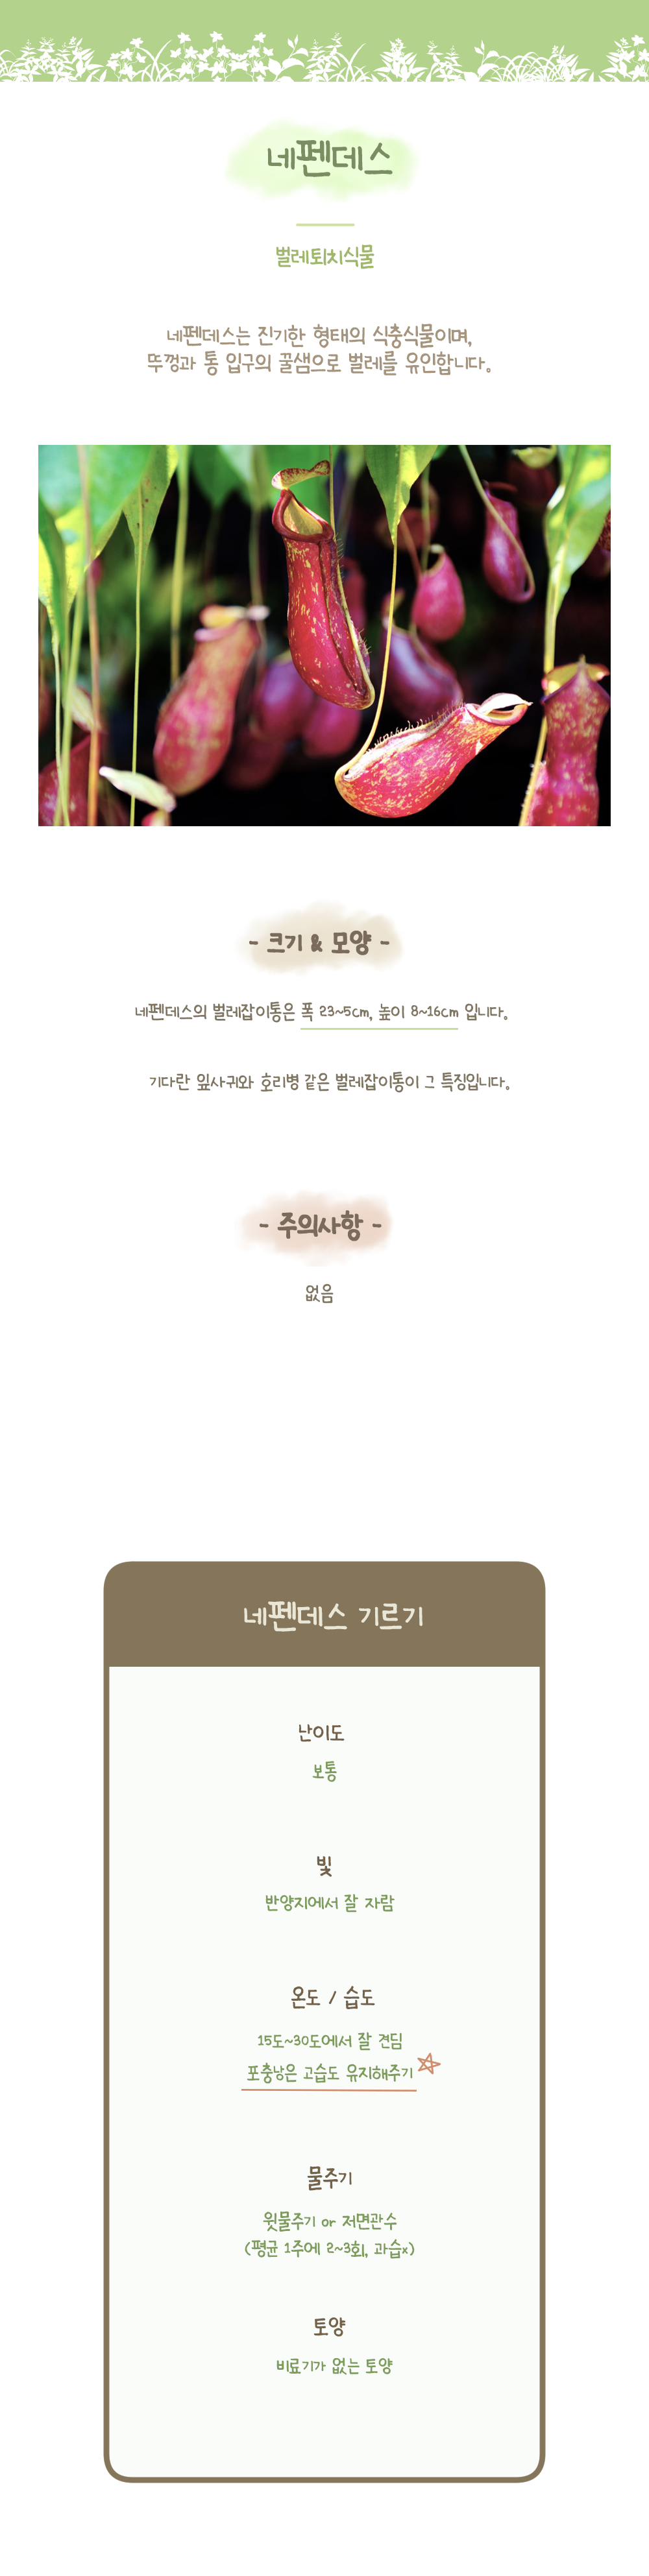 네펜데스
벌레퇴치식물
네펜데스는 진기한 형태의 식충식물이며,
뚜껑과 통 입구의 꿀샘으로 벌레를 유인합니다.
- 크기 & 모양 -
네펜데스의 벌레잡이통은 폭 23~5cm, 높이 8~16cm 입니다.
기다란 잎사귀와 호리병 같은 벌레잡이통이 그 특징입니다.
- 주의사항 -
없음
네펜데스 기르기
난이도
보통
빛
반양지에서 잘 자람
온도 / 습도
15도~30도에서 잘 견딤
포충낭은 고습도 유지해주기
물주기
윗물주기 or 저면관수
(평균 1주에 2~3회, 과습x)
토양
비료기가 없는 토양